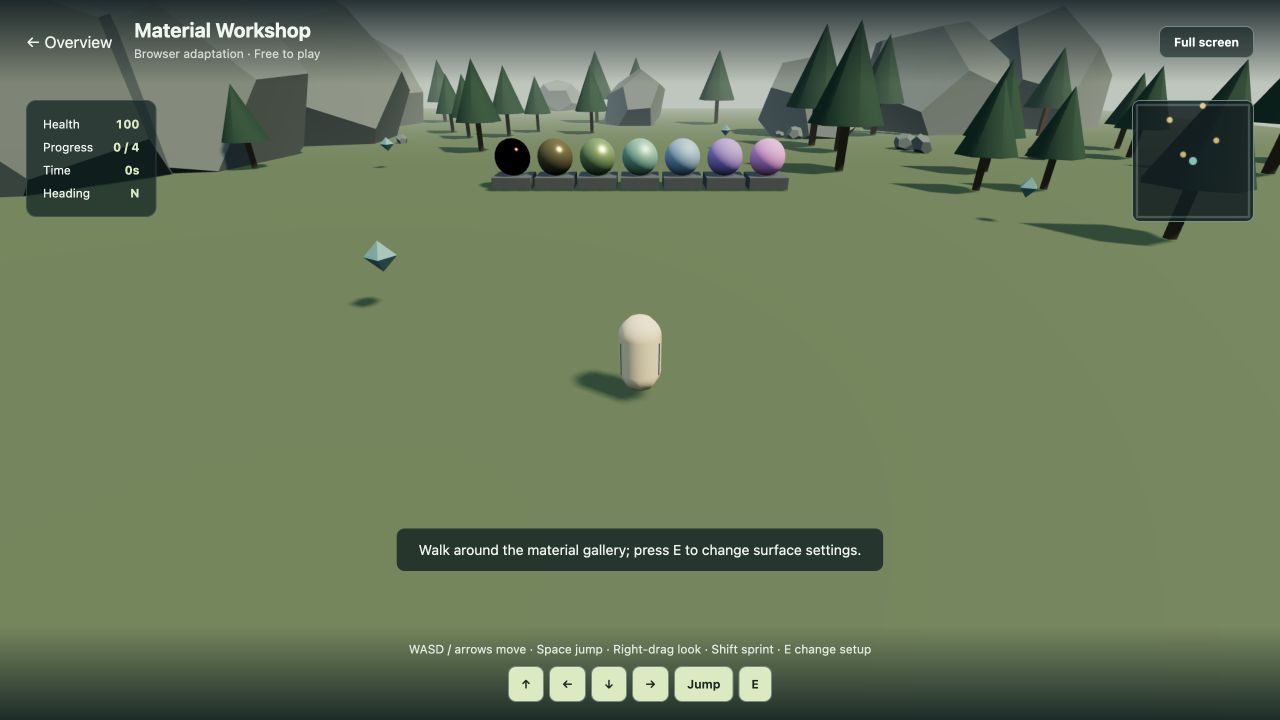 ← Overview
Material Workshop
Browser adaptation · Free to play
Full screen
Health 100
Progress 0 / 4
Time 0s
Heading N
Walk around the material gallery; press E to change surface settings.
WASD / arrows move · Space jump · Right-drag look · Shift sprint · E change setup
↑ ← ↓ → Jump E